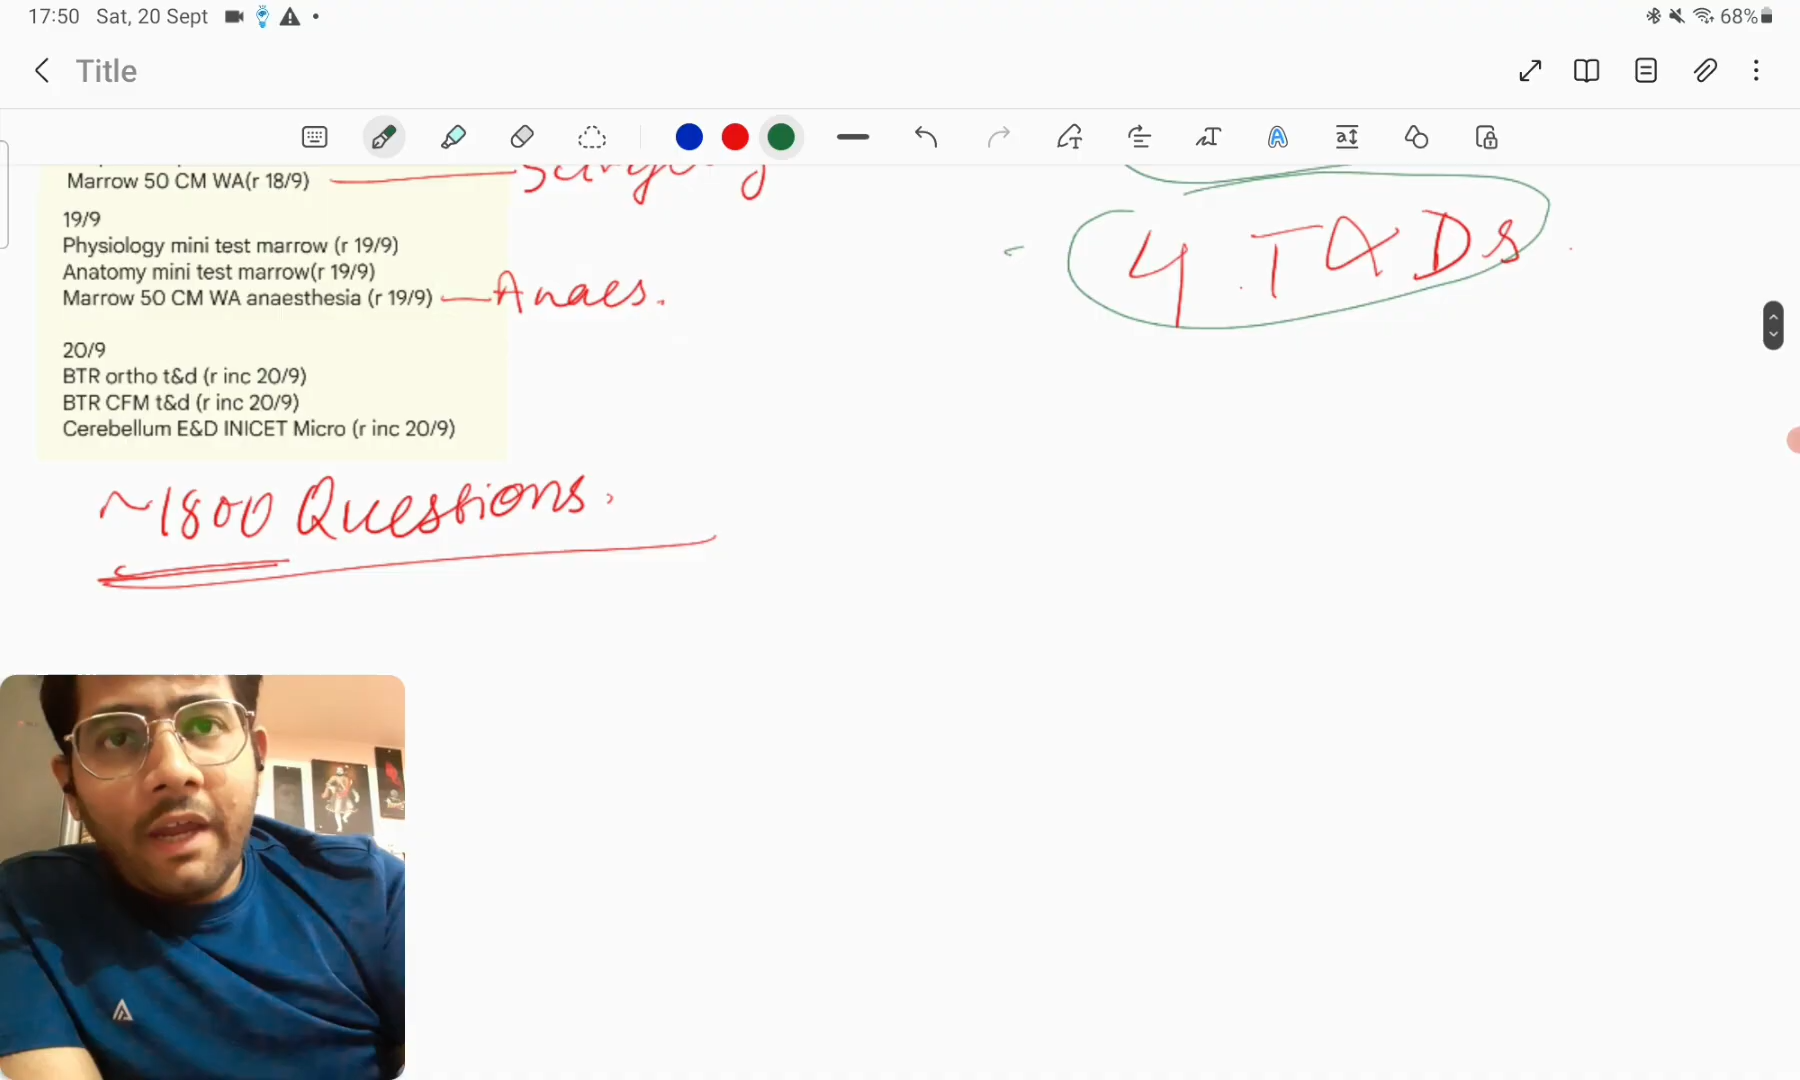 17:50 Sat, 20 Sept 68%
Title
Marrow 50 CM WA(r 18/9)
19/9
Physiology mini test marrow (r 19/9)
Anatomy mini test marrow(r 19/9)
Marrow 50 CM WA anaesthesia (r 19/9) Anaes.
4 T&Ds
20/9
BTR ortho t&d (r inc 20/9)
BTR CFM t&d (r inc 20/9)
Cerebellum E&D INICET Micro (r inc 20/9)
~1800 Questions.